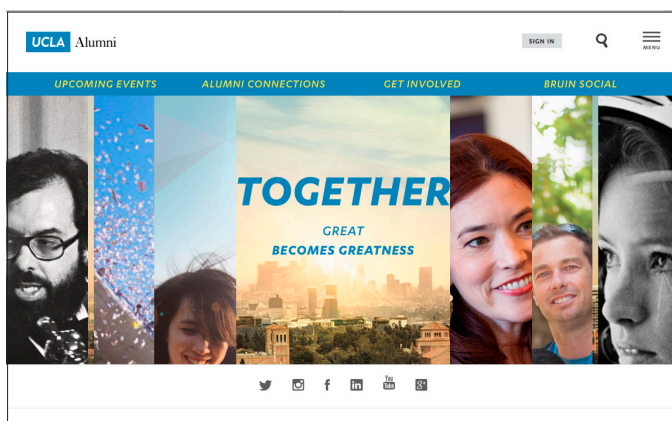 UCLA Alumni
SIGN IN
MENU
UPCOMING EVENTS ALUMNI CONNECTIONS GET INVOLVED BRUIN SOCIAL
TOGETHER
GREAT
BECOMES GREATNESS
f in You Tube g+